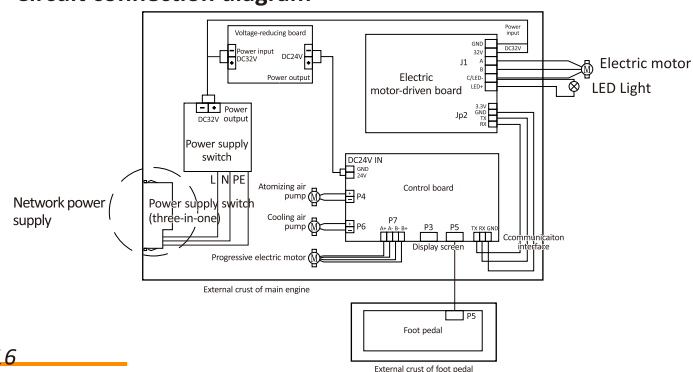 Circuit connection diagram
Voltage-reducing board
Power input
DC32V
DC24V
Power output
Power
input
GND
DC32V
32V
J1
A
B
C/LED-
LED+
Electric
motor-driven board
Jp2
3.3V
GND
TX
RX
M
Electric motor
LED Light
DC32V
Power
output
Power supply
switch
L N PE
Network power
supply
Power supply switch
(three-in-one)
DC24V IN
GND
24V
Control board
Atomizing air
pump
M
P4
Cooling air
pump
M
P6
P7
A+ A- B- B+
P3
P5
Display screen
TX RX GND
Communicaiton
interface
Progressive electric motor
M
External crust of main engine
P5
Foot pedal
External crust of foot pedal
6